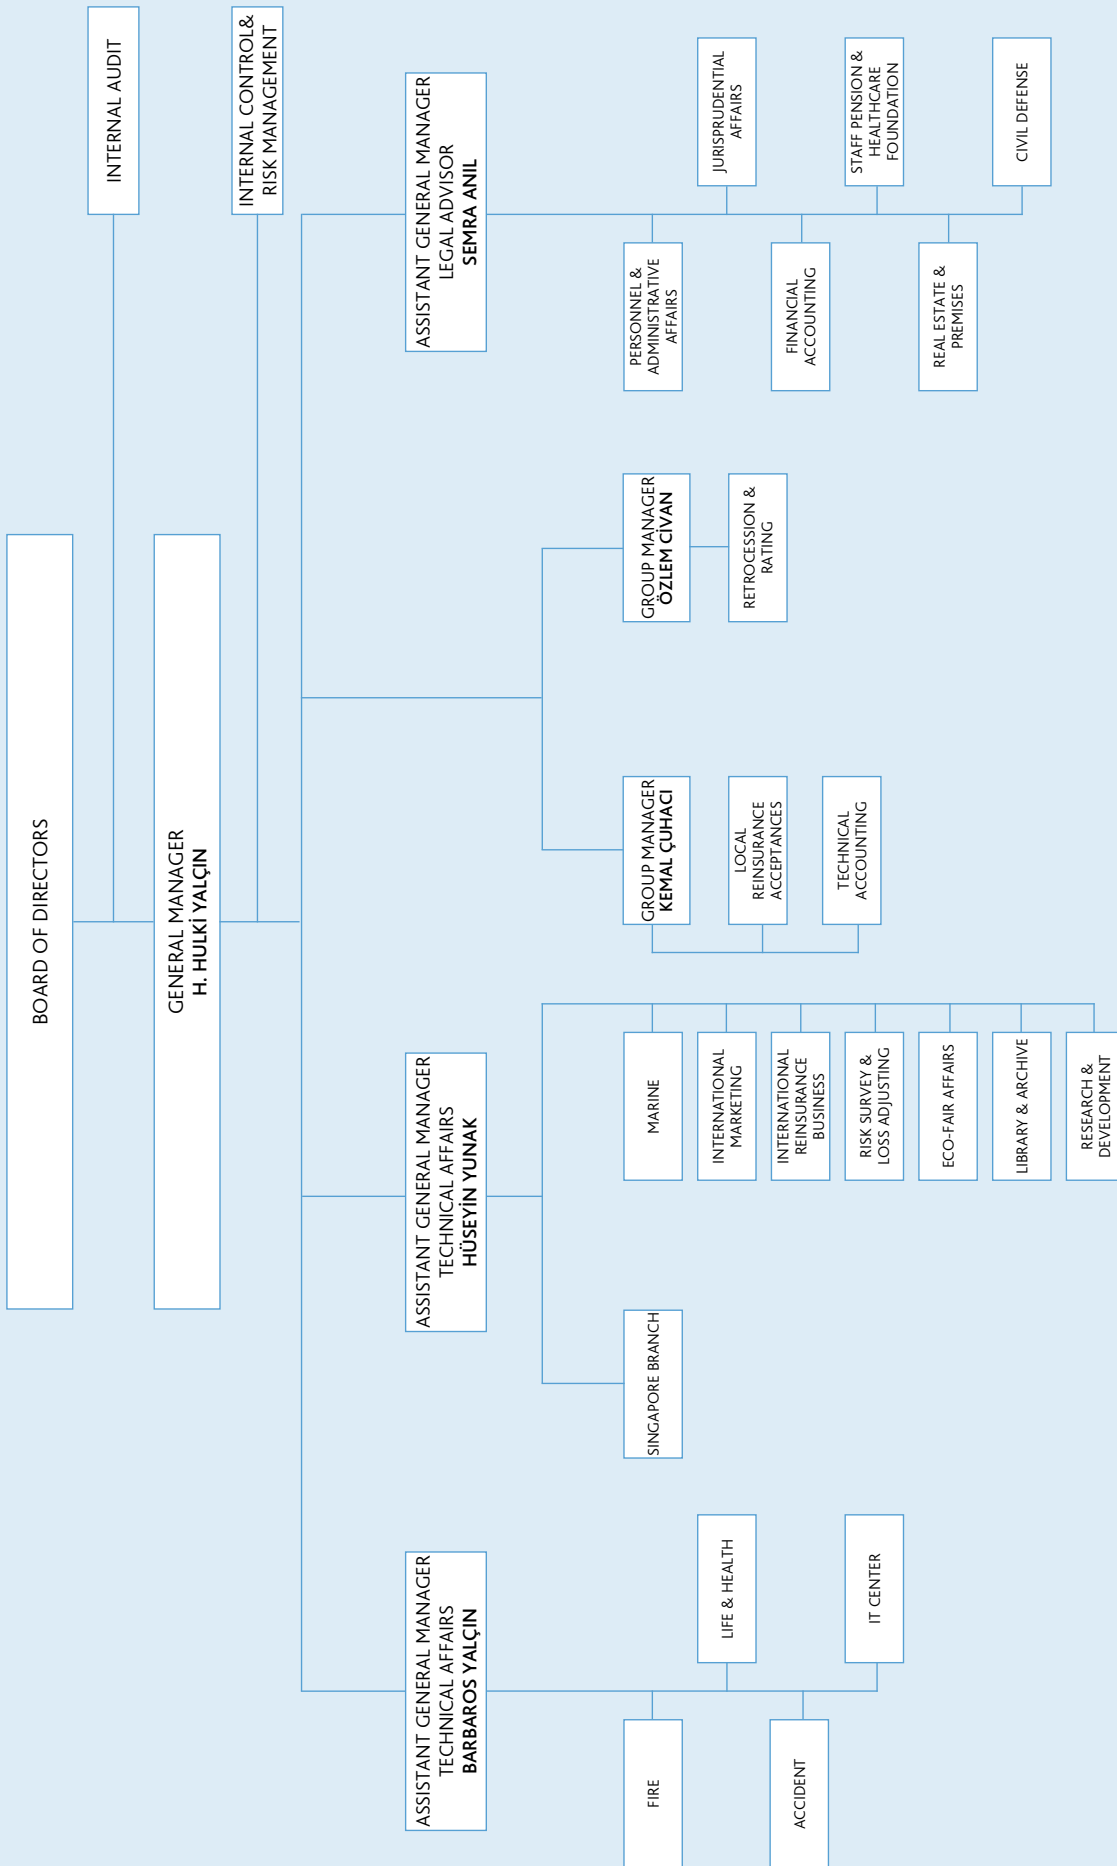 BOARD OF DIRECTORS
INTERNAL AUDIT
GENERAL MANAGER
H. HULKİ YALÇIN
INTERNAL CONTROL&
RISK MANAGEMENT
ASSISTANT GENERAL MANAGER
TECHNICAL AFFAIRS
BARBAROS YALÇIN
FIRE
LIFE & HEALTH
ACCIDENT
IT CENTER
ASSISTANT GENERAL MANAGER
TECHNICAL AFFAIRS
HÜSEYİN YUNAK
SINGAPORE BRANCH
MARINE
INTERNATIONAL
MARKETING
INTERNATIONAL
REINSURANCE
BUSINESS
RISK SURVEY &
LOSS ADJUSTING
ECO-FAIR AFFAIRS
LIBRARY & ARCHIVE
RESEARCH &
DEVELOPMENT
GROUP MANAGER
KEMAL ÇUHACI
LOCAL
REINSURANCE
ACCEPTANCES
TECHNICAL
ACCOUNTING
GROUP MANAGER
ÖZLEM CİVAN
RETROCESSION &
RATING
ASSISTANT GENERAL MANAGER
LEGAL ADVISOR
SEMRA ANIL
PERSONNEL &
ADMINISTRATIVE
AFFAIRS
JURISPRUDENTIAL
AFFAIRS
FINANCIAL
ACCOUNTING
STAFF PENSION &
HEALTHCARE
FOUNDATION
REAL ESTATE &
PREMISES
CIVIL DEFENSE